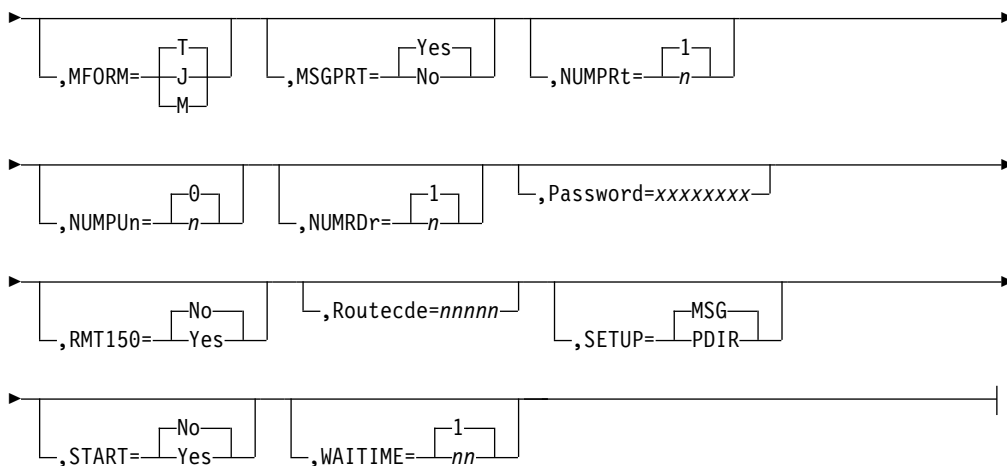 T
,MFORM= J
M
Yes
,MSGPRT= No
1
,NUMPRt= n
0
,NUMPUn= n
1
,NUMRDr= n
,Password=xxxxxxxx
No
,RMT150= Yes
,Routecde=nnnnn
MSG
,SETUP= PDIR
No
,START= Yes
1
,WAITIME= nn